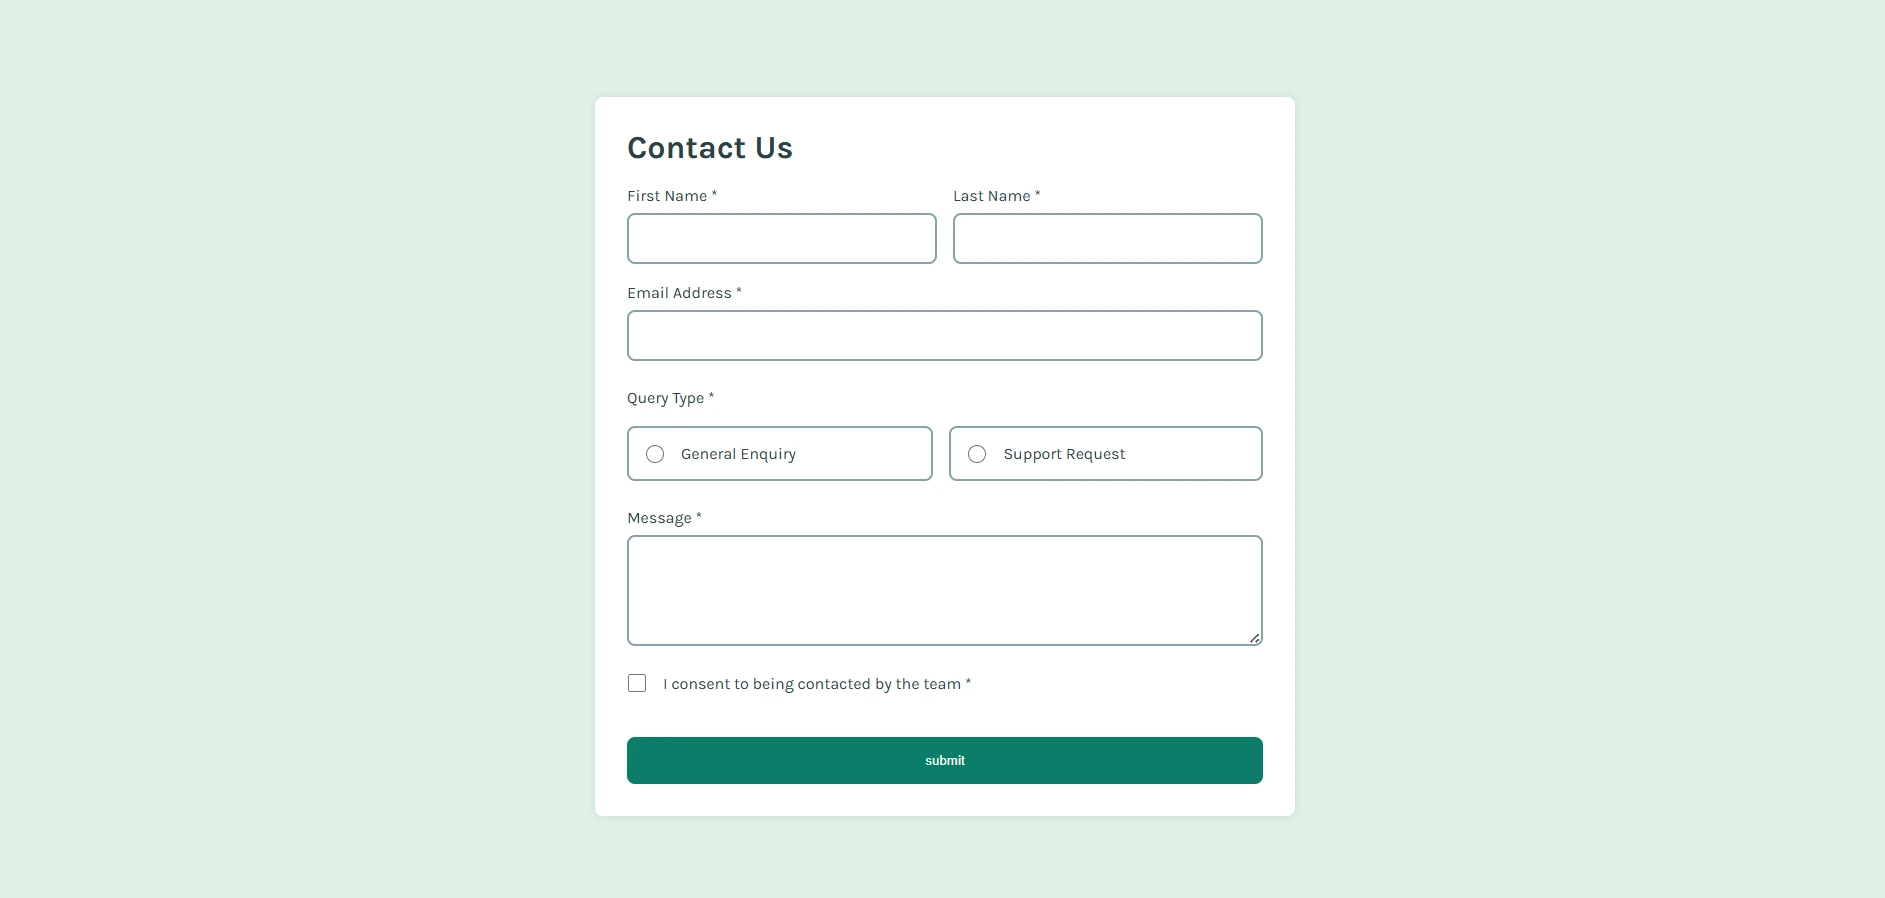 Contact Us
First Name * Last Name *
Email Address *
Query Type *
General Enquiry Support Request
Message *
I consent to being contacted by the team *
submit